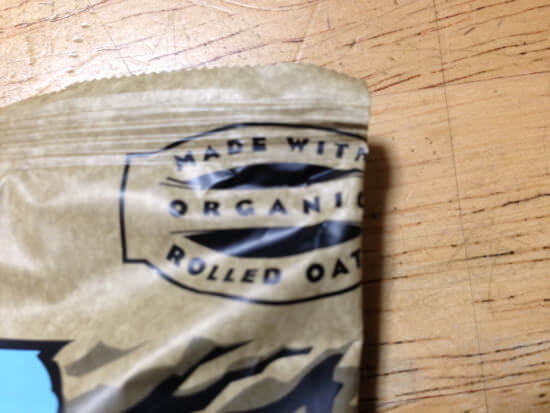 MADE WITH
ORGANIC
ROLLED OAT